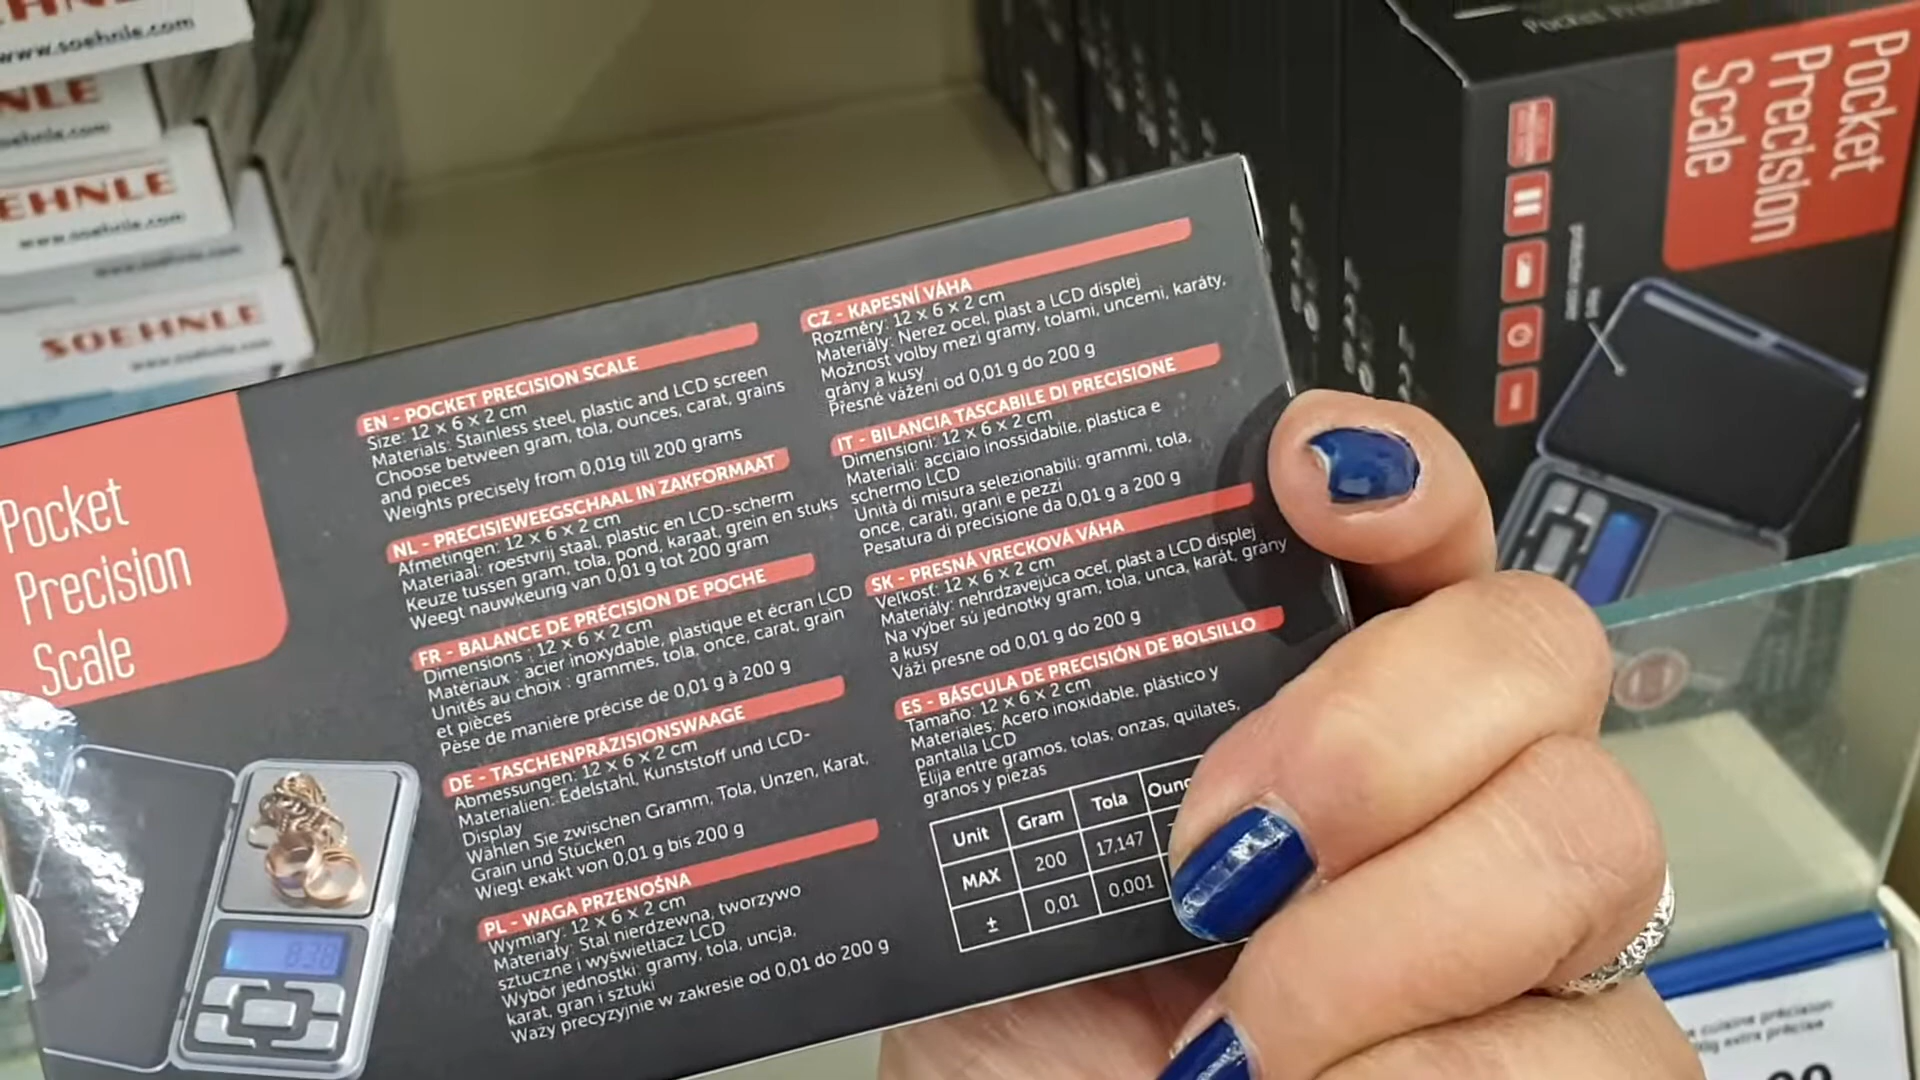 SOEHNLE
www.soehnle.com
EHNLE
www.soehnle.com
SOEHNLE
Pocket
Precision
Scale
Pocket
Precision
Scale
EN - POCKET PRECISION SCALE
Size: 12 x 6 x 2 cm
Materials: Stainless steel, plastic and LCD screen
Choose between gram, tola, ounces, carat, grains
and pieces
Weights precisely from 0,01g till 200 grams
NL - PRECISIEWEEGSCHAAL IN ZAKFORMAAT
Afmetingen: 12 x 6 x 2 cm
Materiaal: roestvrij staal, plastic en LCD-scherm
Keuze tussen gram, tola, pond, karaat, grein en stuks
Weegt nauwkeurig van 0,01 g tot 200 gram
FR - BALANCE DE PRÉCISION DE POCHE
Dimensions : 12 x 6 x 2 cm
Matériaux : acier inoxydable, plastique et écran LCD
Unités au choix : grammes, tola, once, carat, grain
et pièces
Pèse de manière précise de 0,01 g à 200 g
DE - TASCHENPRÄZISIONSWAAGE
Abmessungen: 12 x 6 x 2 cm
Materialien: Edelstahl, Kunststoff und LCD-
Display
Wählen Sie zwischen Gramm, Tola, Unzen, Karat,
Grain und Stücken
Wiegt exakt von 0,01 g bis 200 g
PL - WAGA PRZENOŚNA
Wymiary: 12 x 6 x 2 cm
Materiały: Stal nierdzewna, tworzywo
sztuczne i wyświetlacz LCD
Wybór jednostki: gramy, tola, uncja,
karat, gran i sztuki
Waży precyzyjnie w zakresie od 0,01 do 200 g
CZ - KAPESNÍ VÁHA
Rozměry: 12 x 6 x 2 cm
Materiály: Nerez ocel, plast a LCD displej
Možnost volby mezi gramy, tolami, uncemi, karáty,
grány a kusy
Přesné vážení od 0,01 g do 200 g
IT - BILANCIA TASCABILE DI PRECISIONE
Dimensioni: 12 x 6 x 2 cm
Materiali: acciaio inossidabile, plastica e
schermo LCD
Unità di misura selezionabili: grammi, tola,
once, carati, grani e pezzi
Pesatura di precisione da 0,01 g a 200 g
SK - PRESNÁ VRECKOVÁ VÁHA
Veľkosť: 12 x 6 x 2 cm
Materiály: nehrdzavejúca oceľ, plast a LCD displej
Na výber sú jednotky gram, tola, unca, karát, grány
a kusy
Váži presne od 0,01 g do 200 g
ES - BÁSCULA DE PRECISIÓN DE BOLSILLO
Tamaño: 12 x 6 x 2 cm
Materiales: Acero inoxidable, plástico y
pantalla LCD
Elija entre gramos, tolas, onzas, quilates,
granos y piezas
Unit Gram Tola Ounc
MAX 200 17,147
± 0,01 0,001